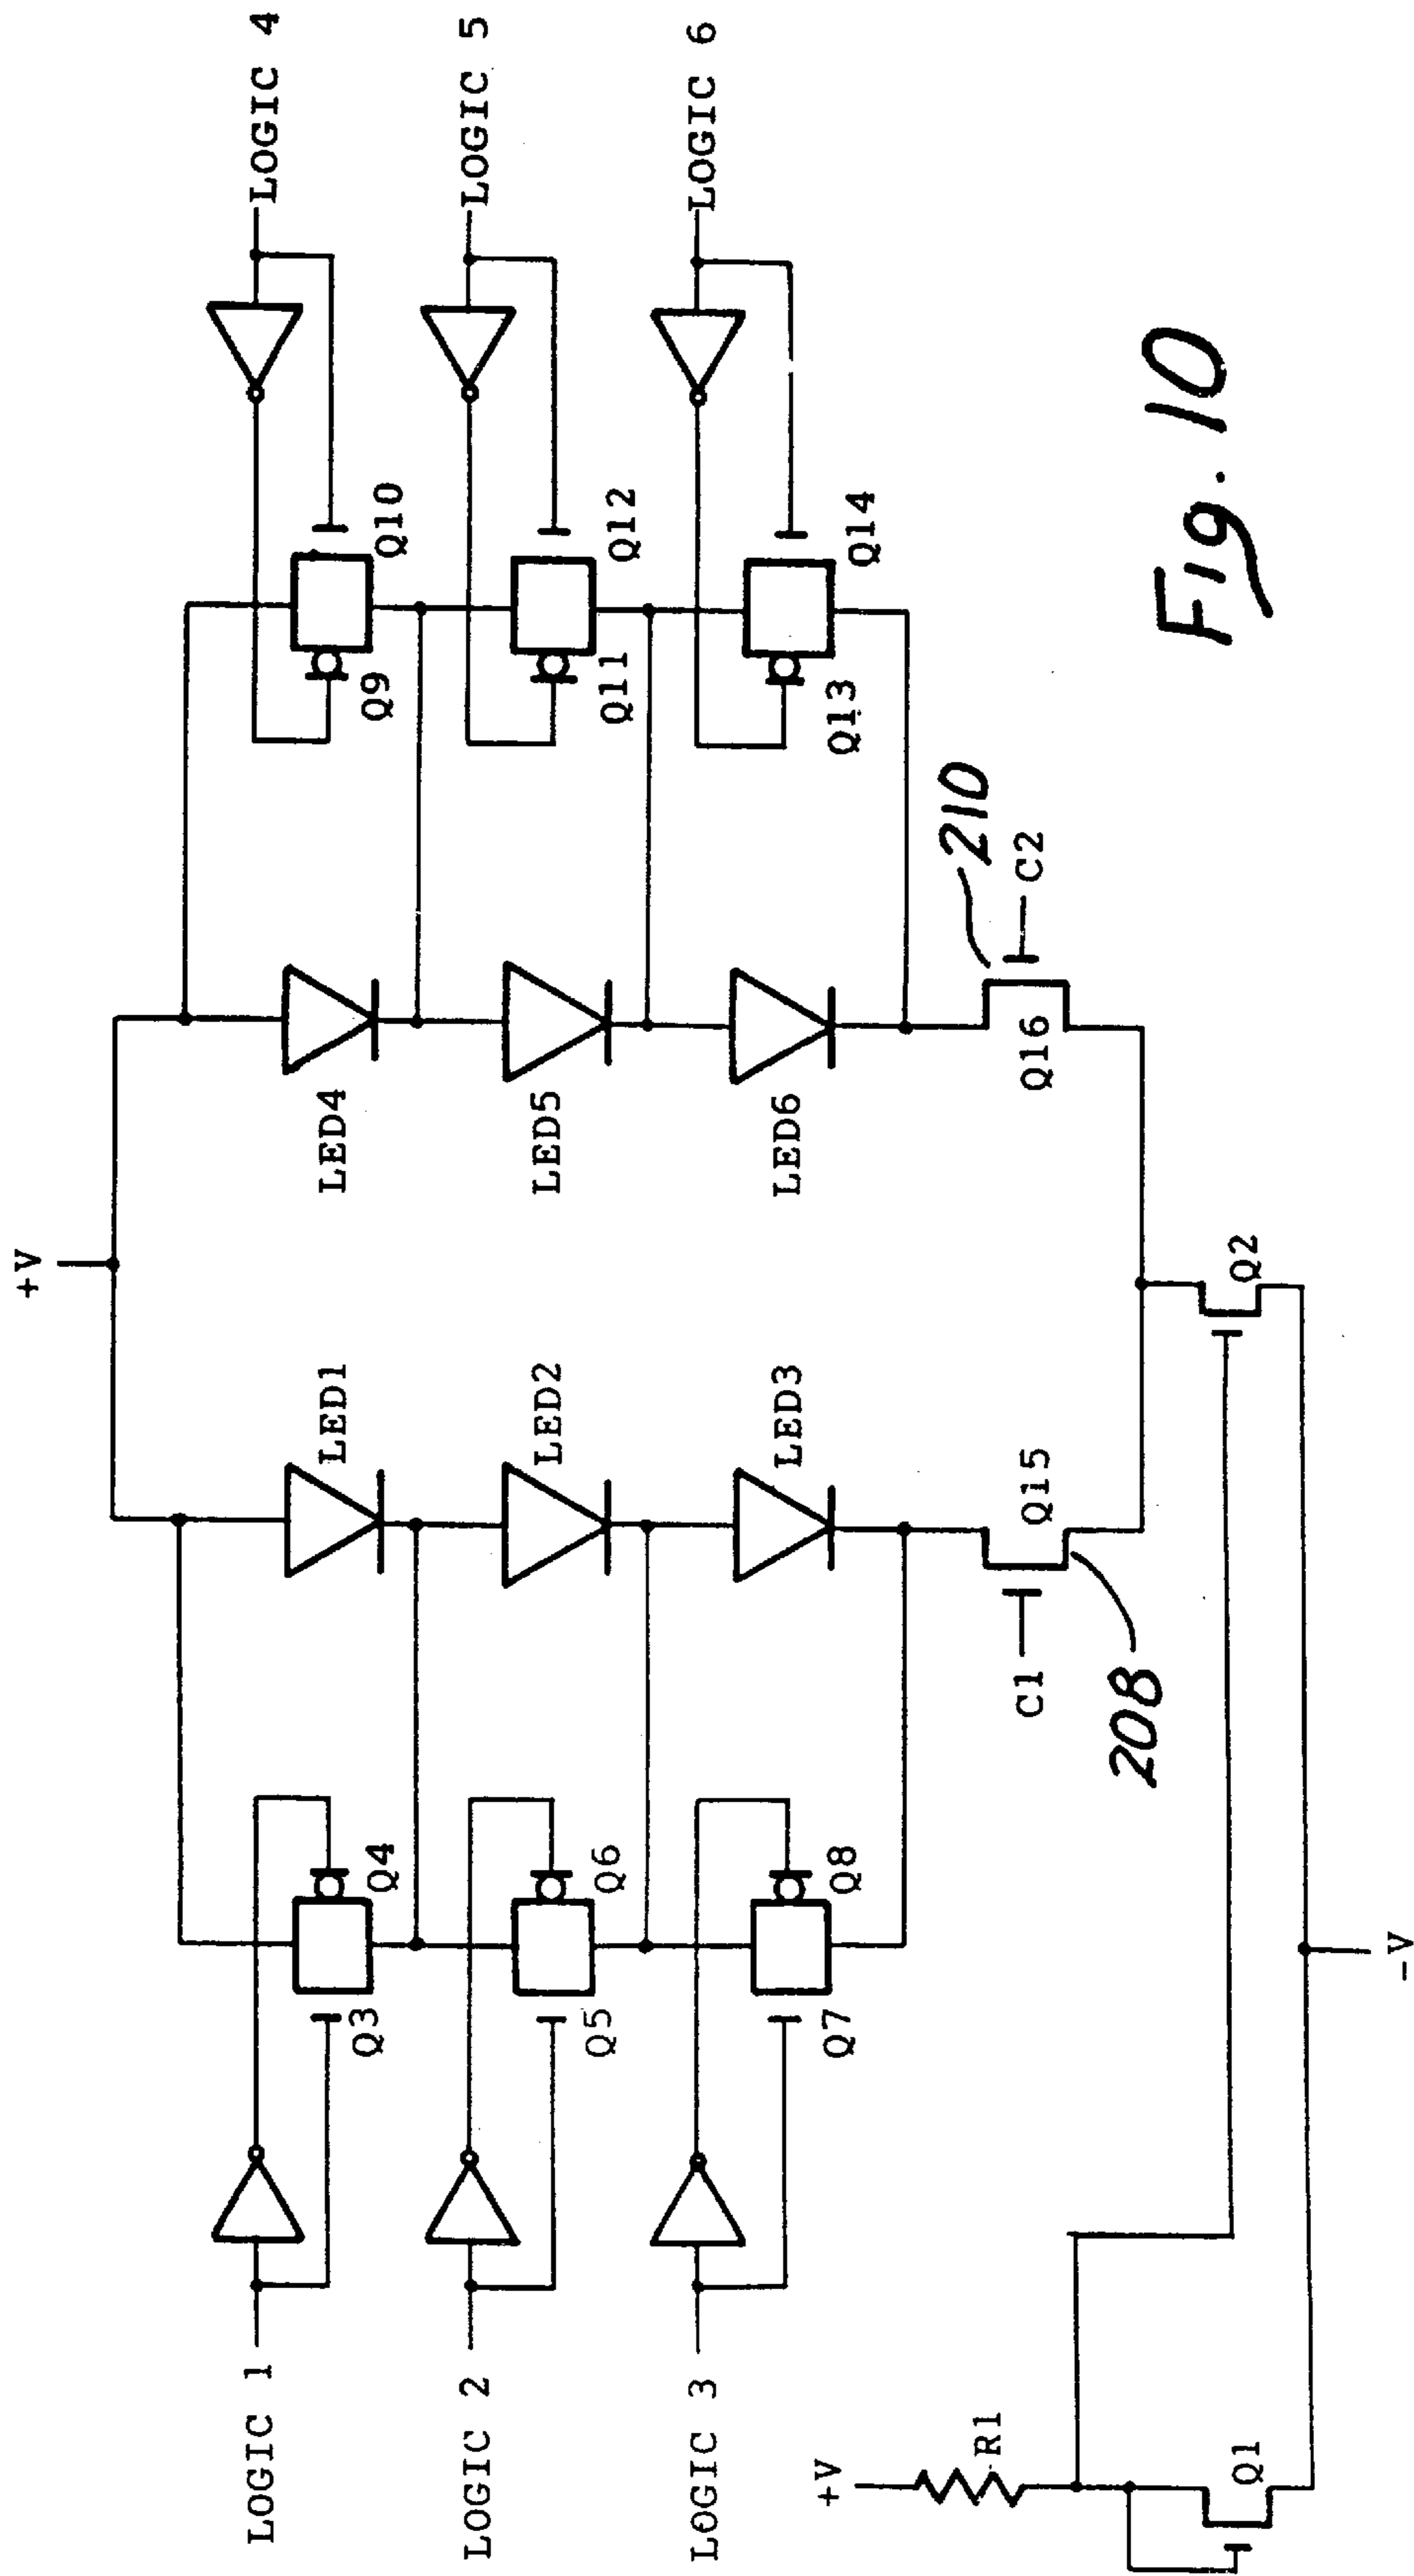 +V
LOGIC 1
LOGIC 4
LED1
LED4
Q3
Q4
Q9
Q10
LOGIC 2
LOGIC 5
LED2
LED5
Q5
Q6
Q11
Q12
LOGIC 3
LOGIC 6
LED3
LED6
Q7
Q8
Q13
Q14
+V
R1
C1
Q15
Q16
C2
208
210
Q1
Q2
-V
Fig. 10